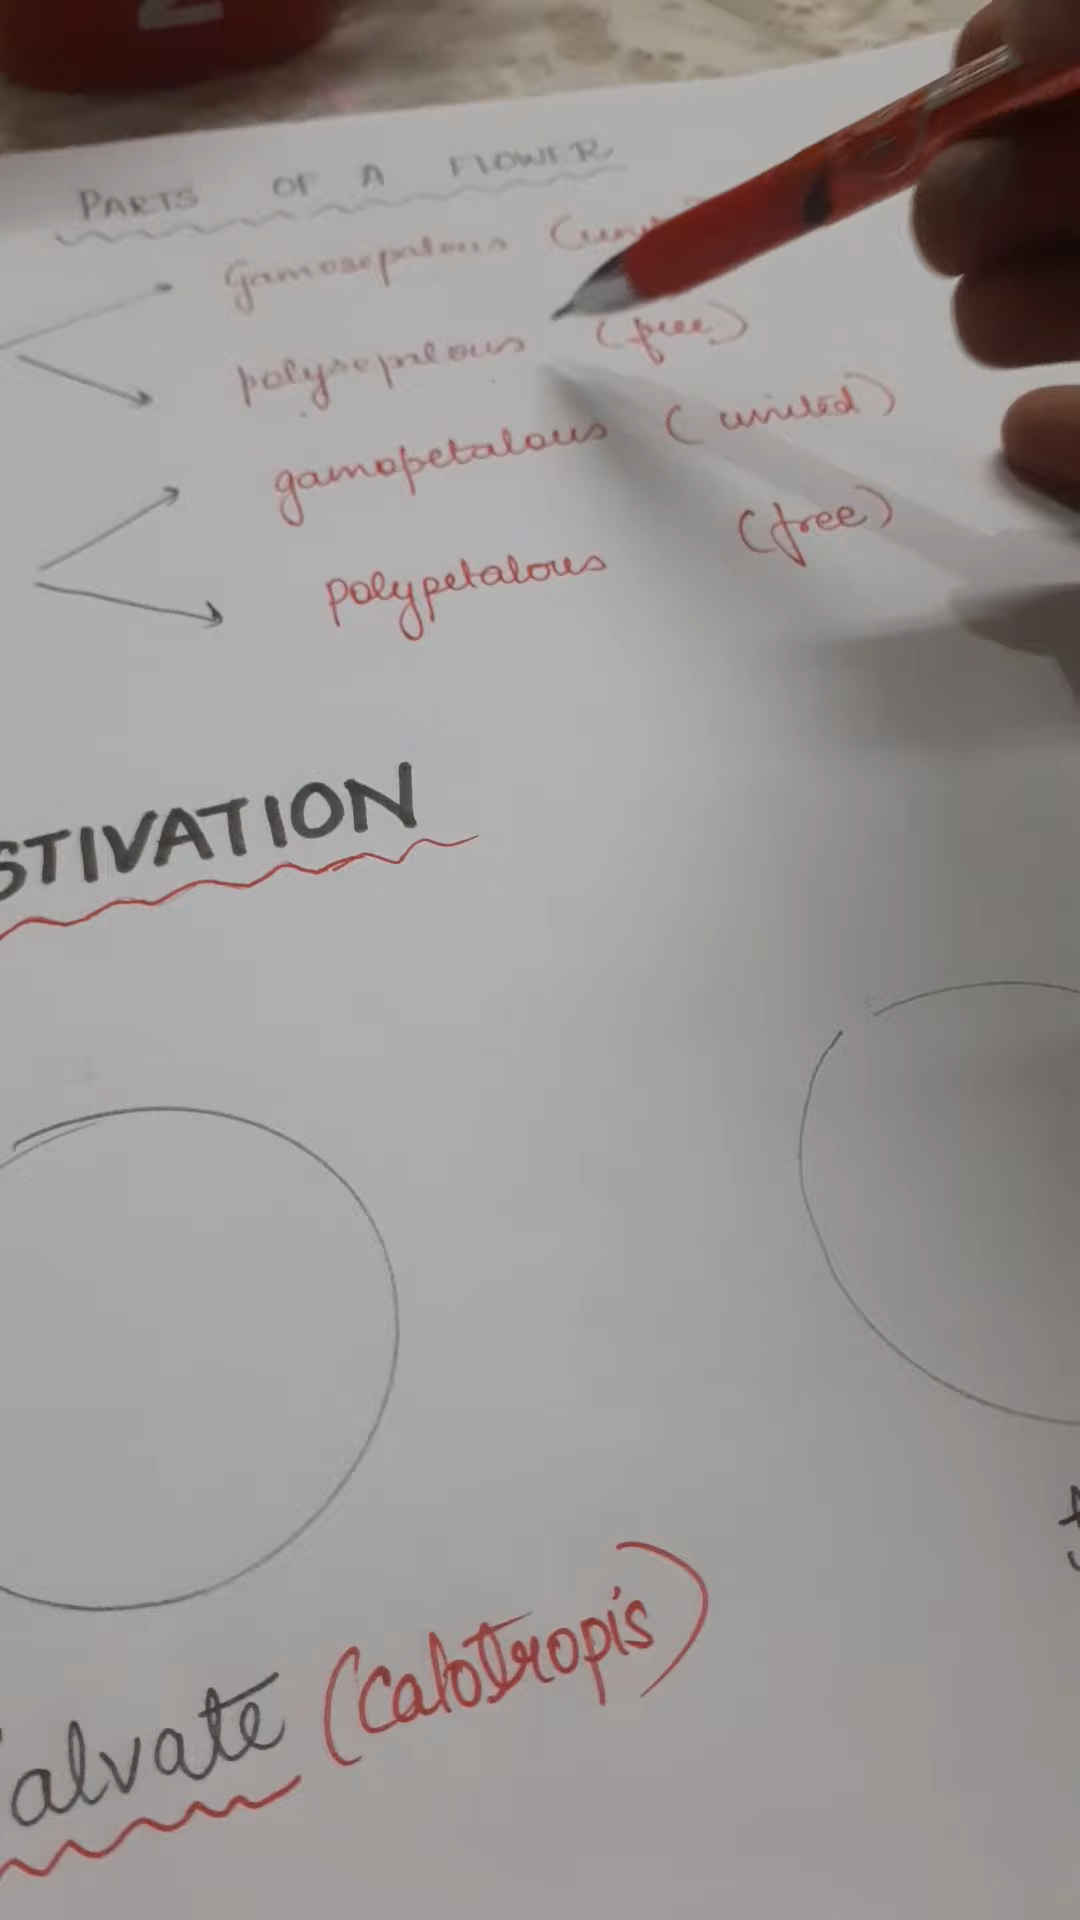 PARTS OF A FLOWER
Gamosepalous
polysepalous (free)
gamopetalous (united)
polypetalous (free)
STIVATION
alvate (Calotropis)